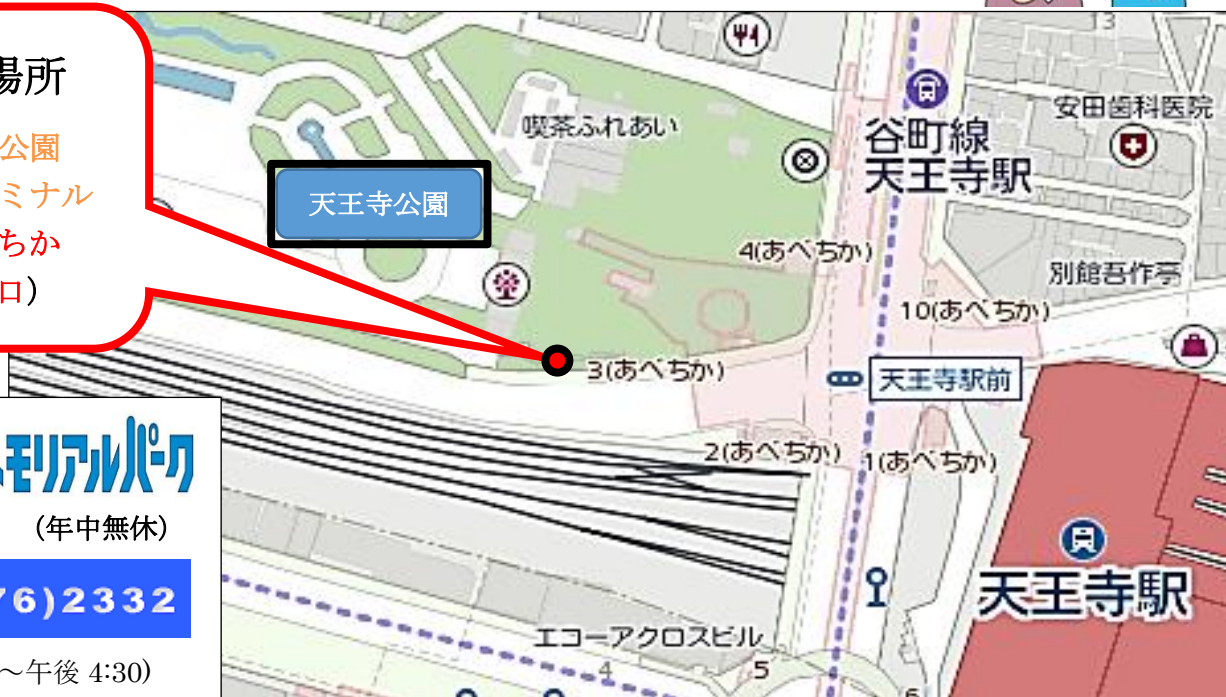 場所
公園
ミナル
ちか
口)
天王寺公園
喫茶ふれあい
谷町線
天王寺駅
安田歯科医院
13
4(あべちか)
別館吾作亭
10(あべちか)
3(あべちか)
天王寺駅前
2(あべちか)
1(あべちか)
モリアルパーク
(年中無休)
76)2332
～午後 4:30)
天王寺駅
エコーアクロスビル
4
5
6